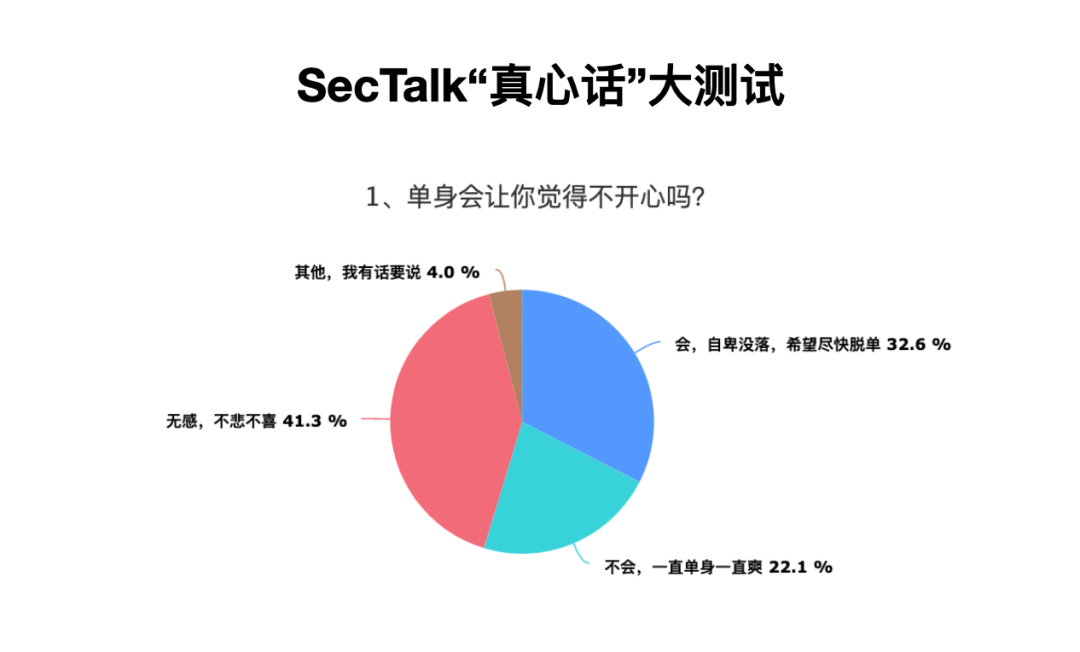 SecTalk“真心话”大测试
1、单身会让你觉得不开心吗?
其他，我有话要说 4.0 %
会，自卑没落，希望尽快脱单 32.6 %
无感，不悲不喜 41.3 %
不会，一直单身一直爽 22.1 %